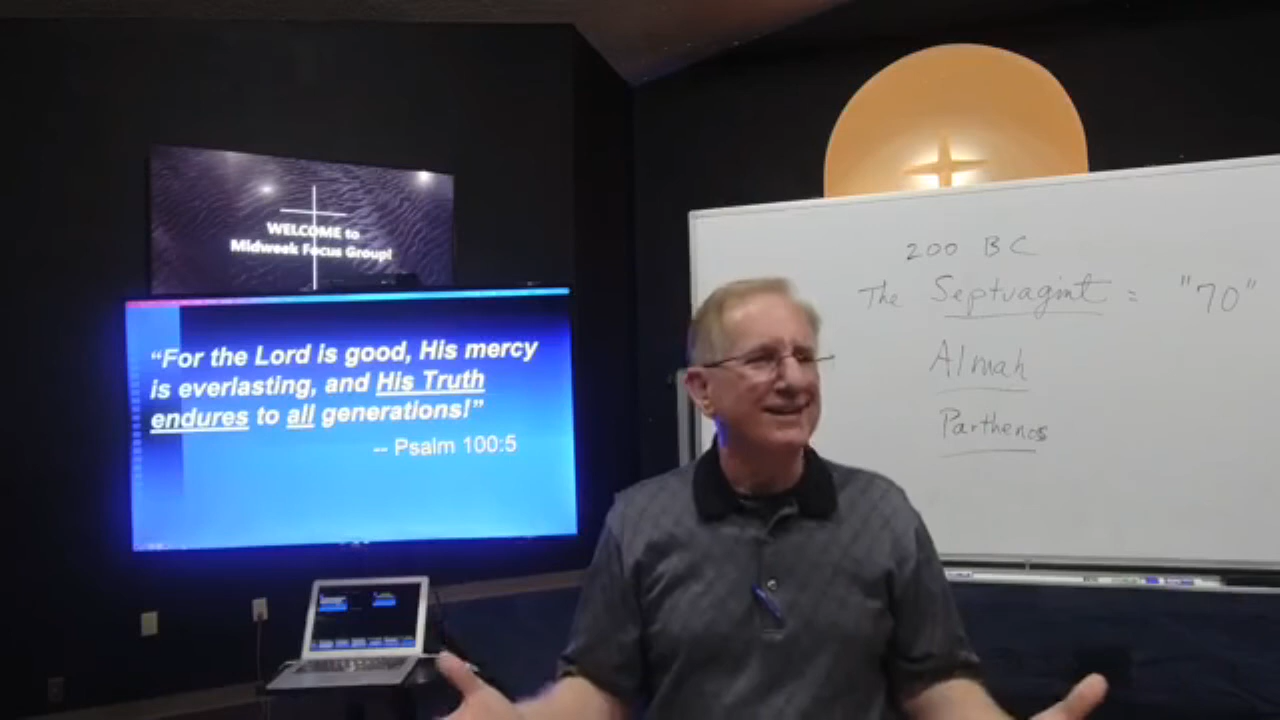 WELCOME to
Midweek Focus Group!
“For the Lord is good, His mercy
is everlasting, and His Truth
endures to all generations!”
-- Psalm 100:5
200 BC
The Septuagint = "70"
Almah
Parthenos